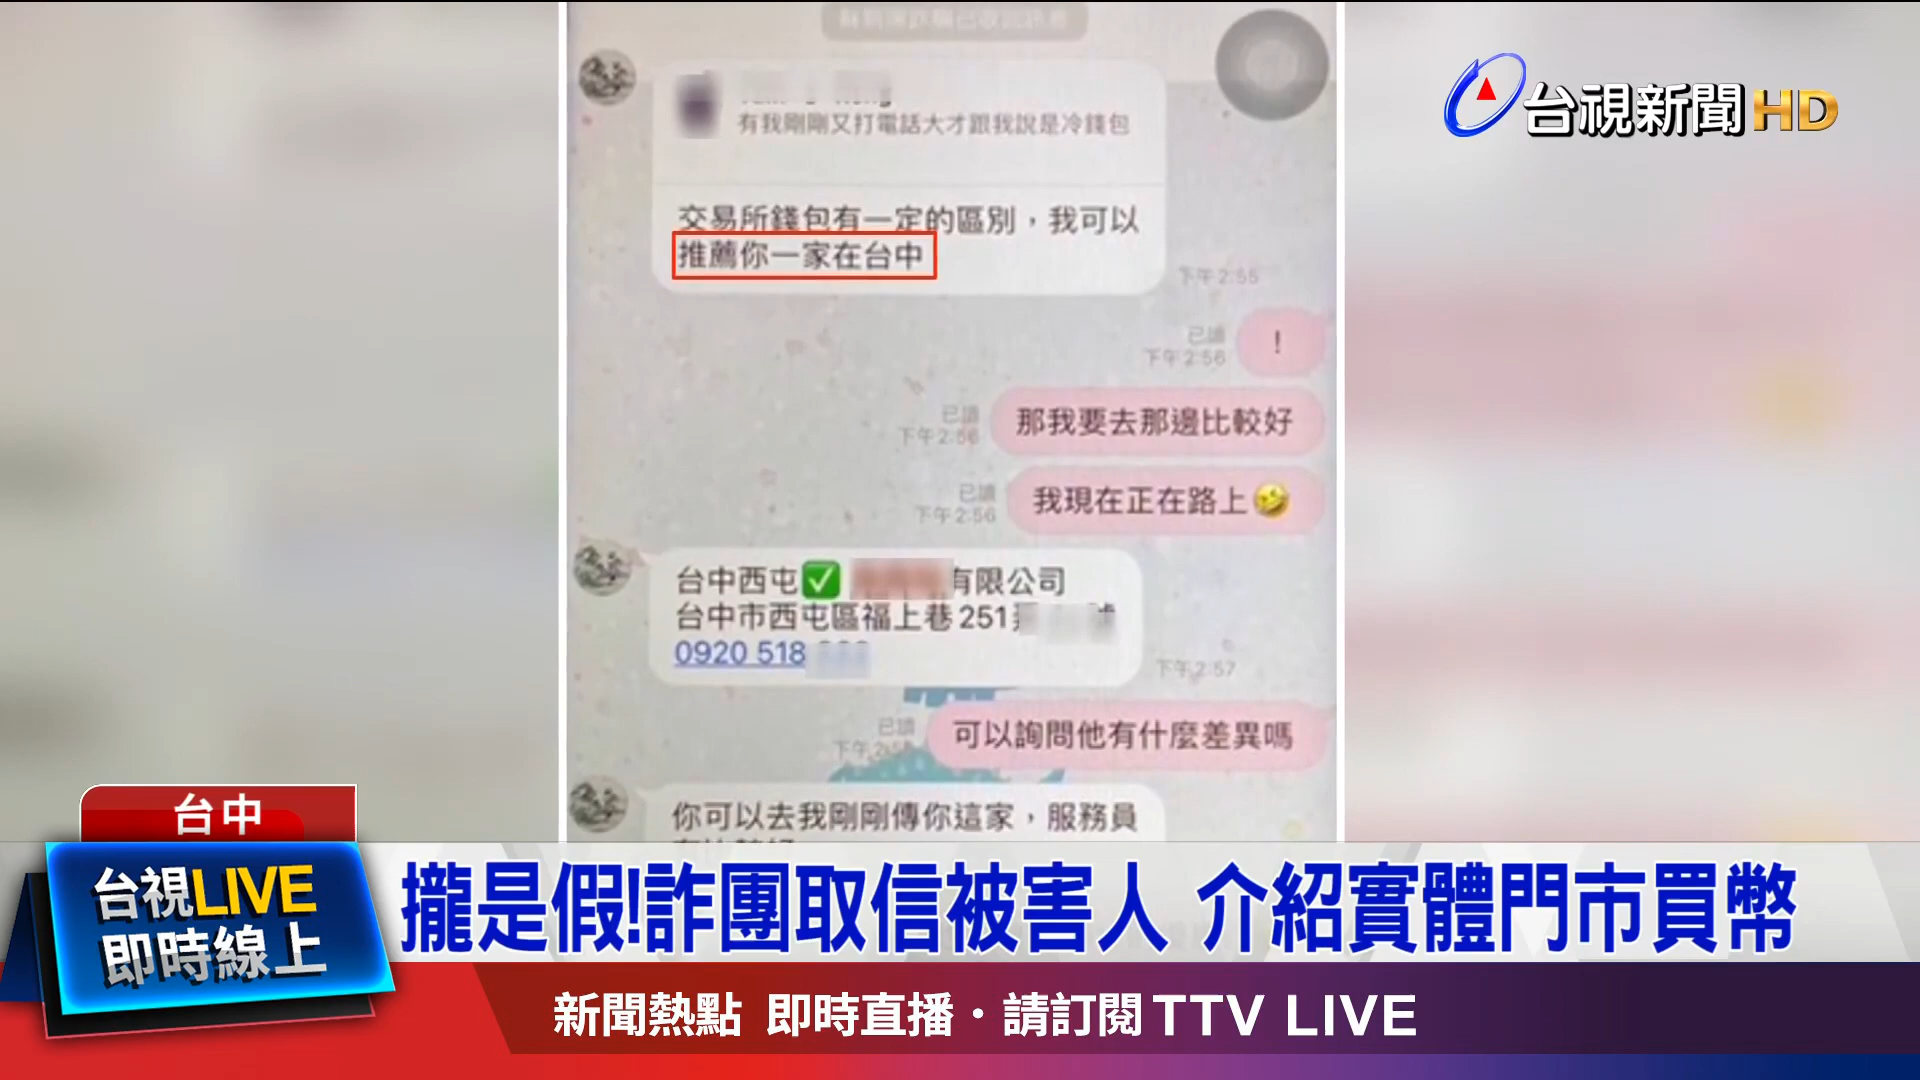 台視新聞HD
有我剛剛又打電話大才跟我說是冷錢包
交易所錢包有一定的區別，我可以
推薦你一家在台中
下午2:55
!
已讀
下午2:56
那我要去那邊比較好
已讀
下午2:56
我現在正在路上🤣
已讀
下午2:56
台中西屯✅ 有限公司
台中市西屯區福上巷251
0920 518
下午2:57
可以詢問他有什麼差異嗎
已讀
你可以去我剛剛傳你這家，服務員
台中
台視LIVE
即時線上
攏是假!詐團取信被害人 介紹實體門市買幣
新聞熱點 即時直播・請訂閱TTV LIVE